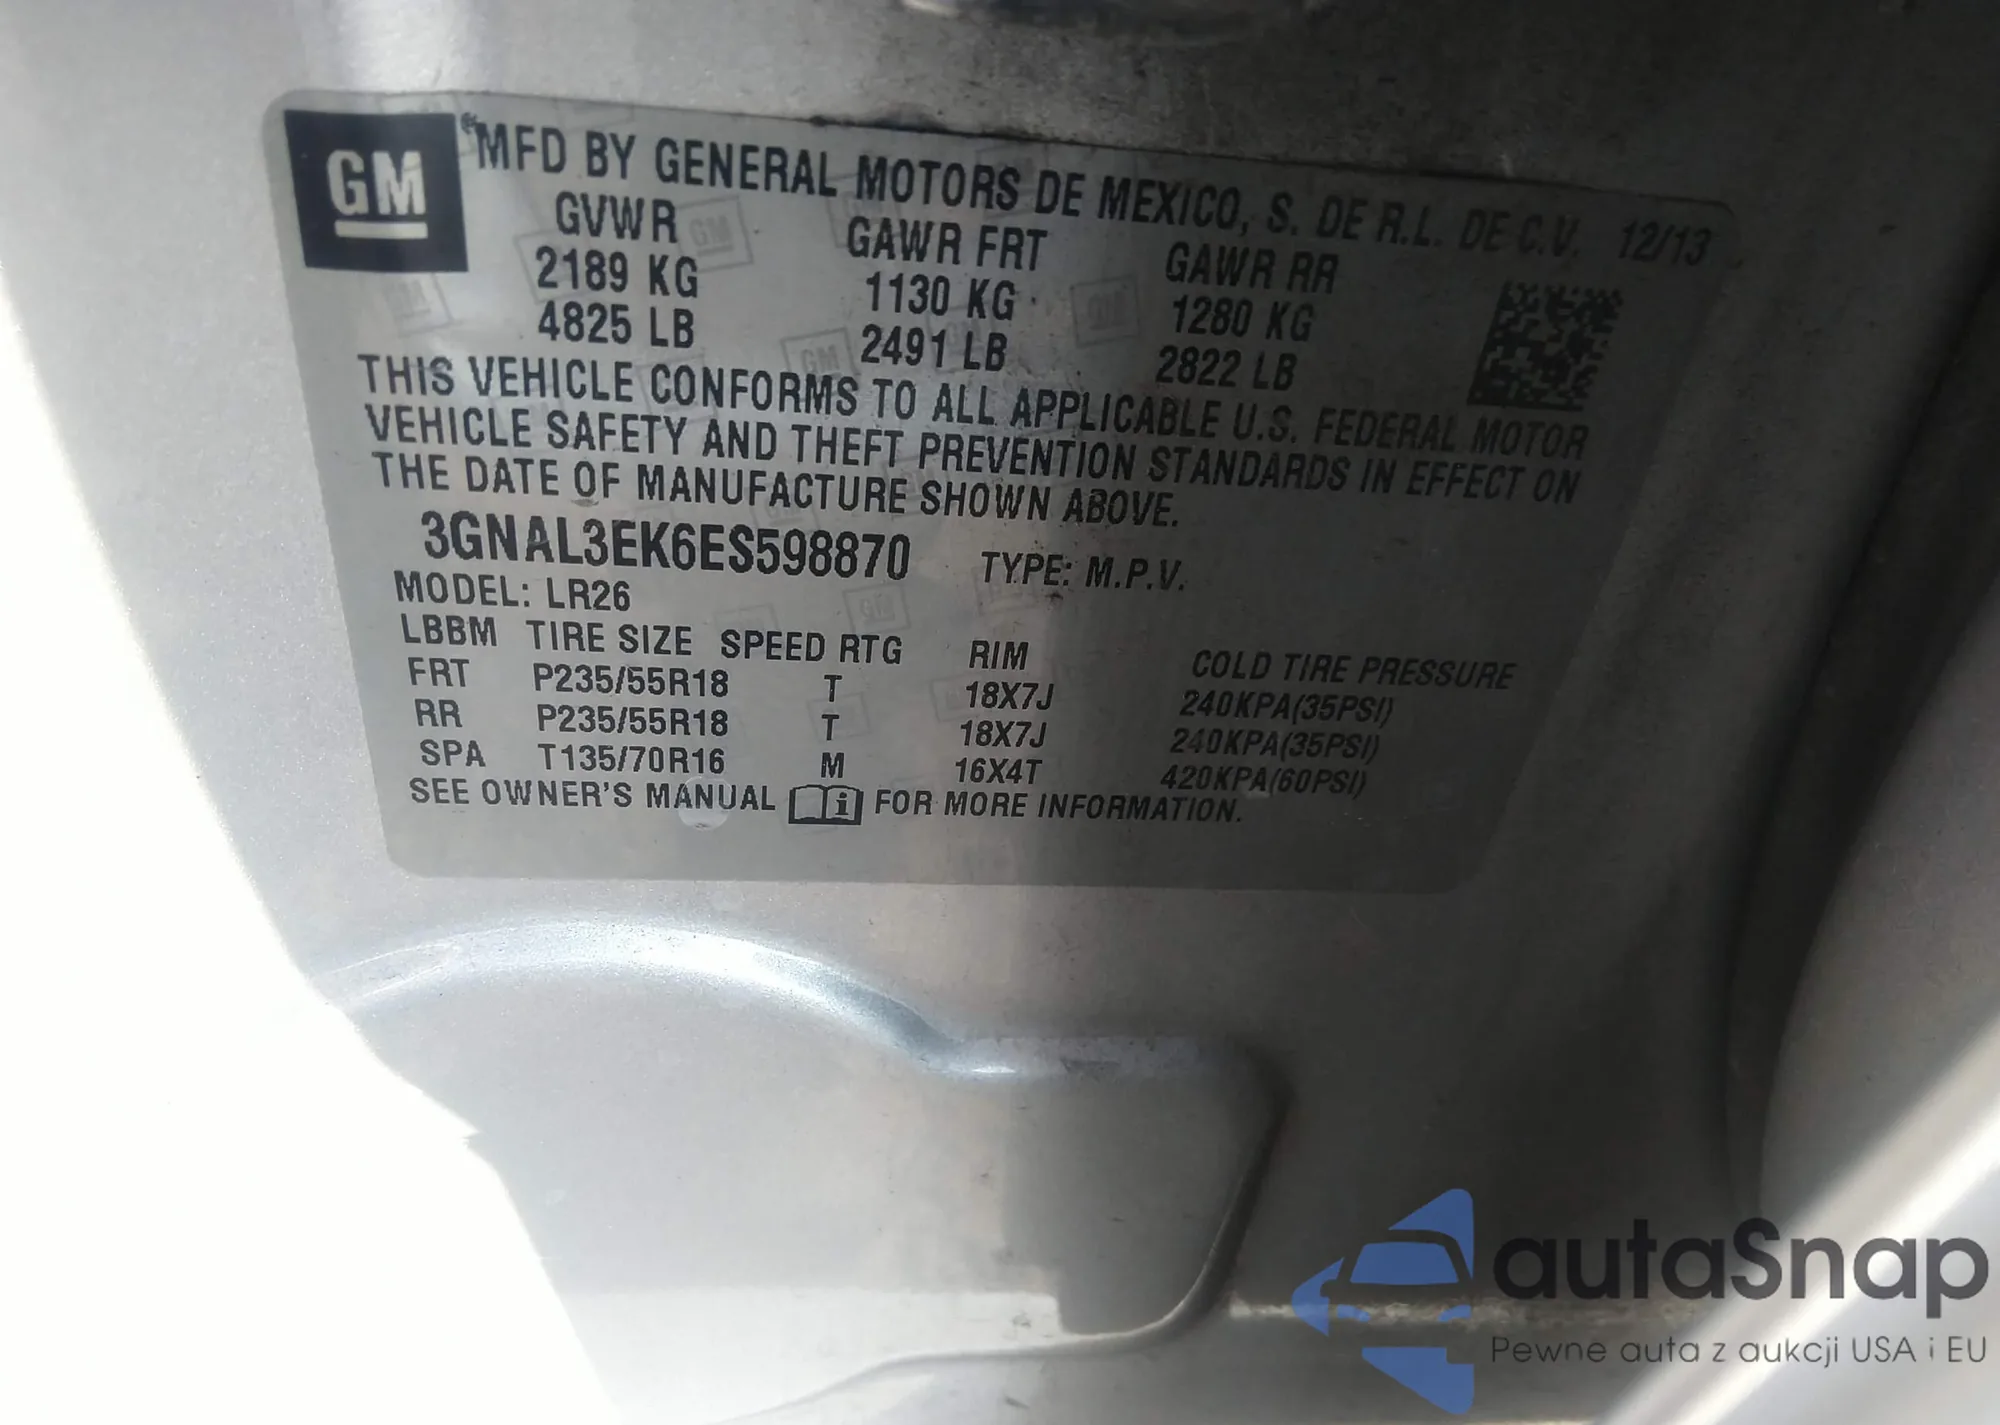 GM
MFD BY GENERAL MOTORS DE MEXICO, S. DE R.L. DE C.V. 12/13
GVWR GAWR FRT GAWR RR
2189 KG 1130 KG 1280 KG
4825 LB 2491 LB 2822 LB
THIS VEHICLE CONFORMS TO ALL APPLICABLE U.S. FEDERAL MOTOR
VEHICLE SAFETY AND THEFT PREVENTION STANDARDS IN EFFECT ON
THE DATE OF MANUFACTURE SHOWN ABOVE.
3GNAL3EK6ES598870 TYPE: M.P.V.
MODEL: LR26
LBBM TIRE SIZE SPEED RTG RIM COLD TIRE PRESSURE
FRT P235/55R18 T 18X7J 240KPA(35PSI)
RR P235/55R18 T 18X7J 240KPA(35PSI)
SPA T135/70R16 M 16X4T 420KPA(60PSI)
SEE OWNER'S MANUAL i FOR MORE INFORMATION.
autaSnap
Pewne auta z aukcji USA i EU